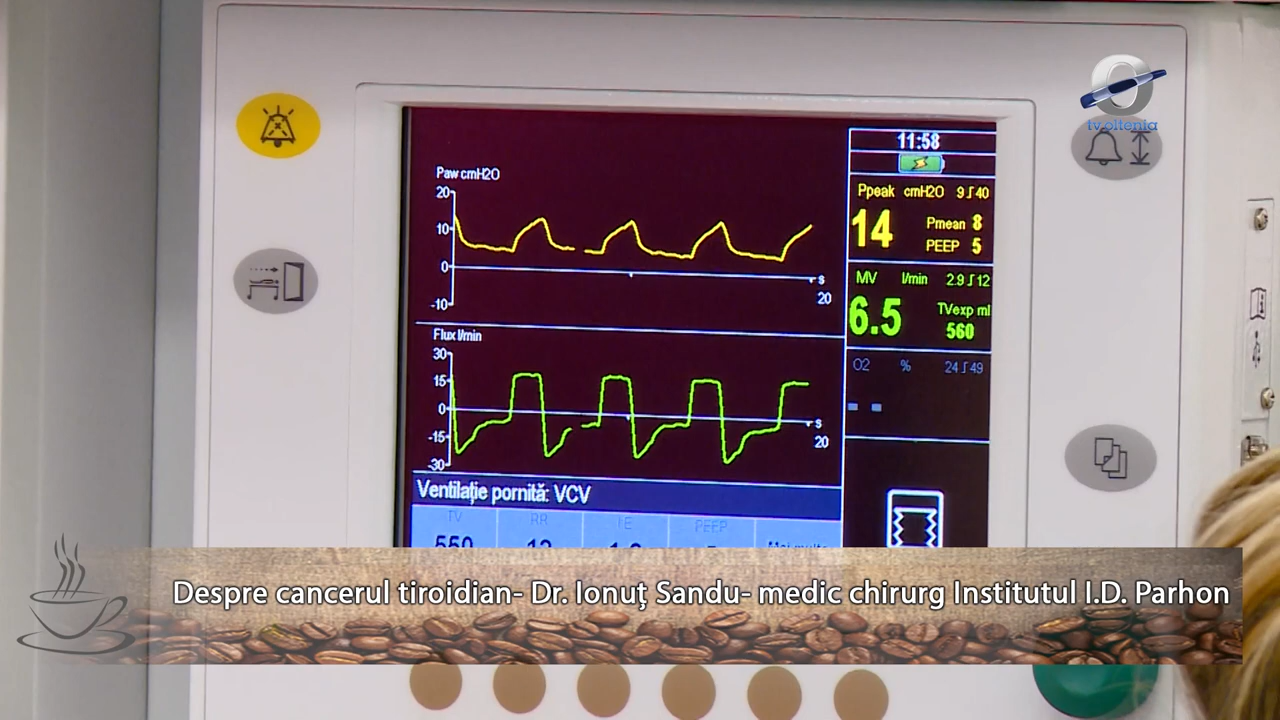 tv.oltenia
11:58
Paw cmH2O
20
10
0
-10
s
20
Ppeak cmH2O 9 40
14
Pmean 8
PEEP 5
MV l/min 2.9 12
6.5
TVexp ml
560
Flux l/min
30
15
0
-15
-30
s
20
O2 % 24 49
Ventilație pornită: VCV
TV RR I:E PEEP
550 12
Despre cancerul tiroidian- Dr. Ionuț Sandu- medic chirurg Institutul I.D. Parhon